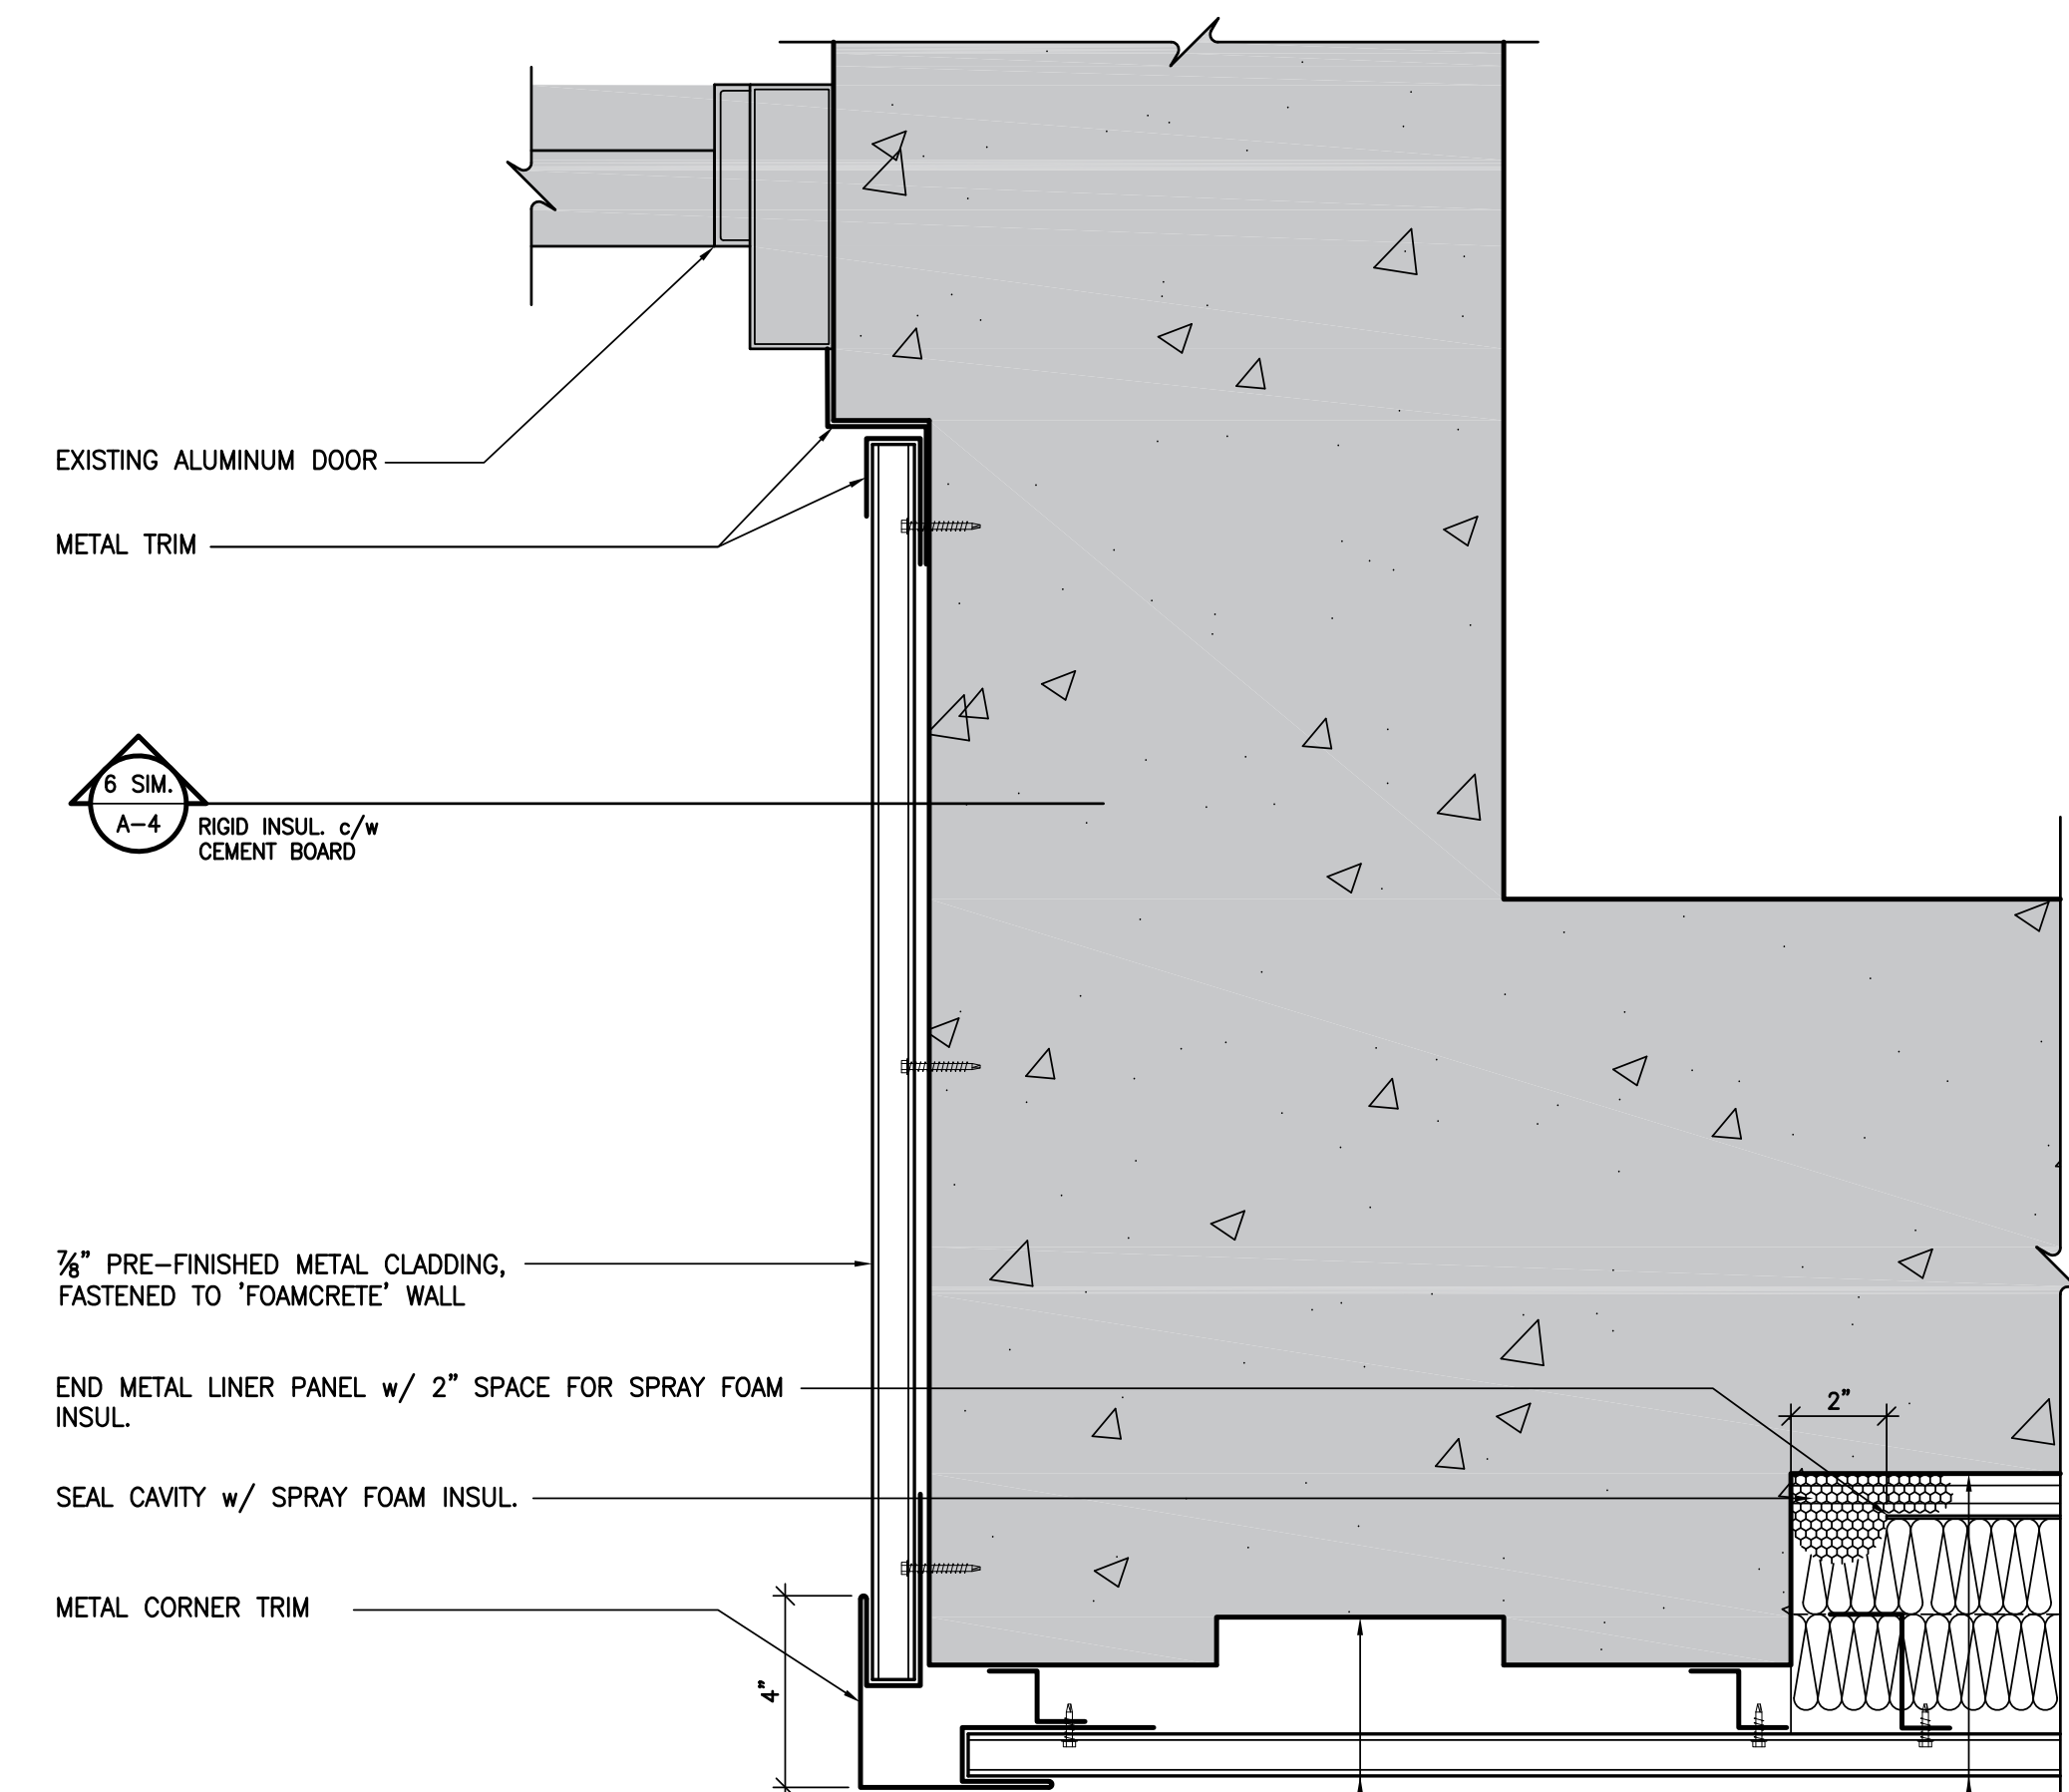 EXISTING ALUMINUM DOOR
METAL TRIM
6 SIM.
A-4
RIGID INSUL. c/w
CEMENT BOARD
⅞" PRE-FINISHED METAL CLADDING,
FASTENED TO 'FOAMCRETE' WALL
END METAL LINER PANEL w/ 2" SPACE FOR SPRAY FOAM
INSUL.
2"
SEAL CAVITY w/ SPRAY FOAM INSUL.
METAL CORNER TRIM
4"